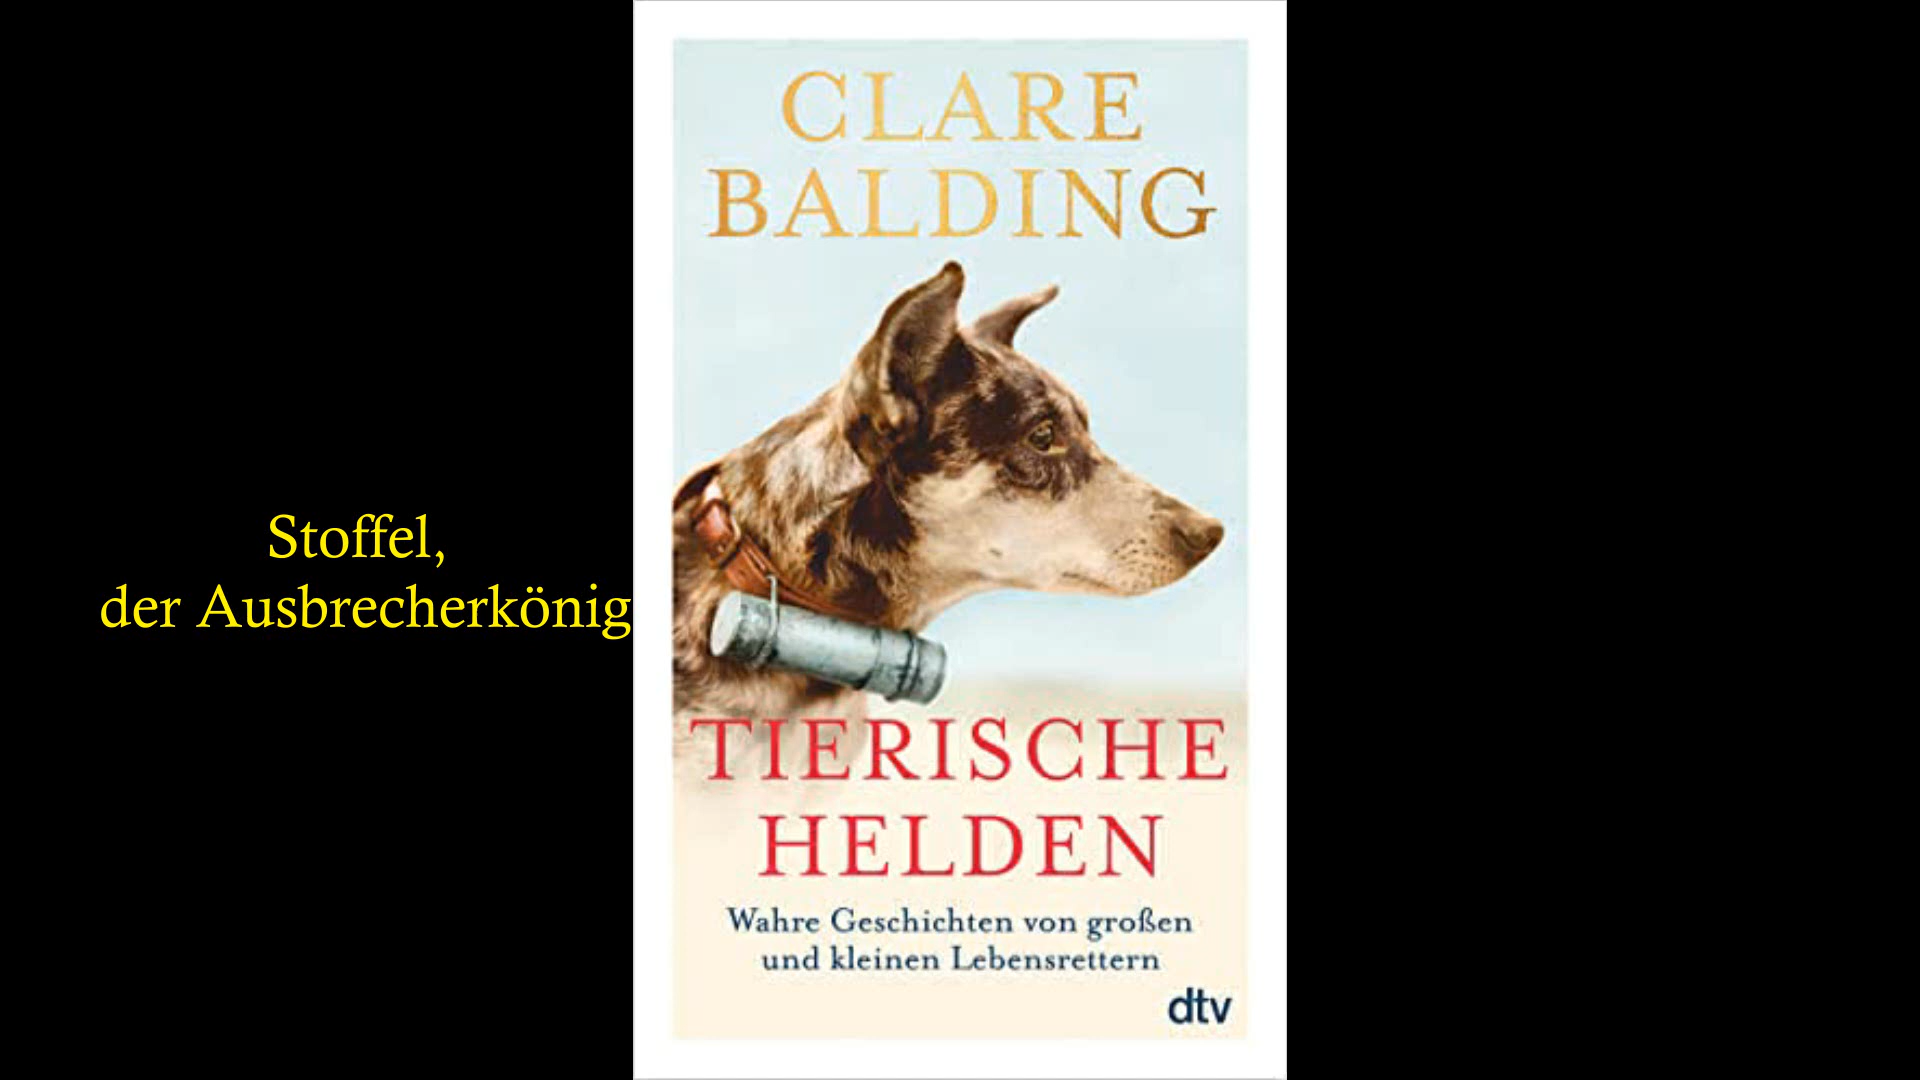 Stoffel,
der Ausbrecherkönig
CLARE
BALDING
TIERISCHE
HELDEN
Wahre Geschichten von großen
und kleinen Lebensrettern
dtv